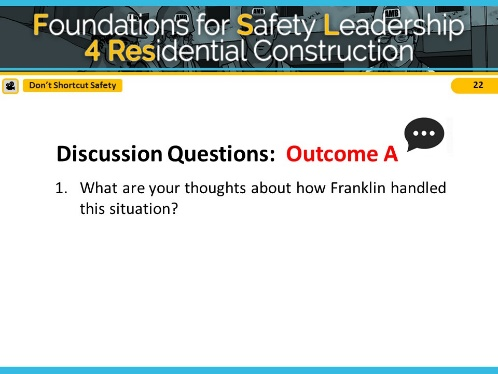 Foundations for Safety Leadership
4 Residential Construction
Don't Shortcut Safety
22
Discussion Questions: Outcome A
1. What are your thoughts about how Franklin handled
this situation?